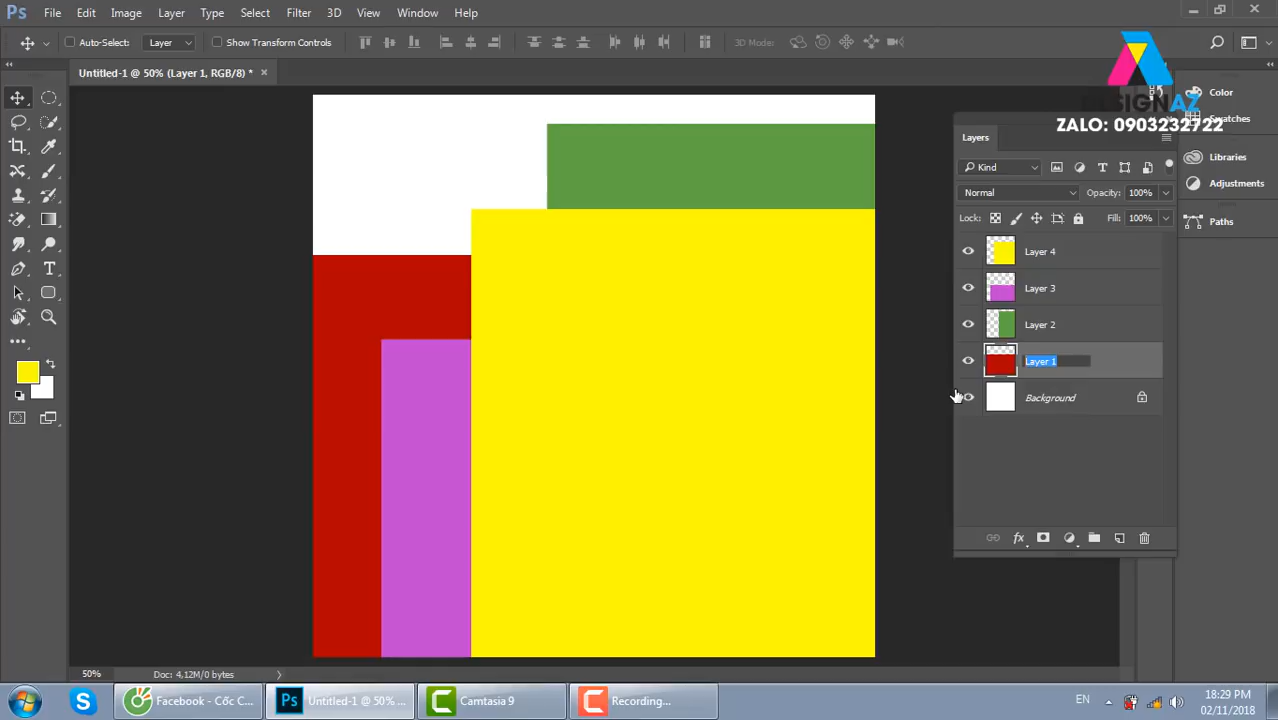 Ps File Edit Image Layer Type Select Filter 3D View Window Help
Auto-Select: Layer Show Transform Controls 3D Mode:
Untitled-1 @ 50% (Layer 1, RGB/8) * ×
ZALO: 0903232722
Color
Swatches
Libraries
Adjustments
Paths
Layers
Kind
Normal Opacity: 100%
Lock: Fill: 100%
Layer 4
Layer 3
Layer 2
Layer 1
Background
fx
50% Doc: 4,12M/0 bytes
Facebook - Cốc C... Ps Untitled-1 @ 50% ... Camtasia 9 Recording...
EN 18:29 PM
02/11/2018